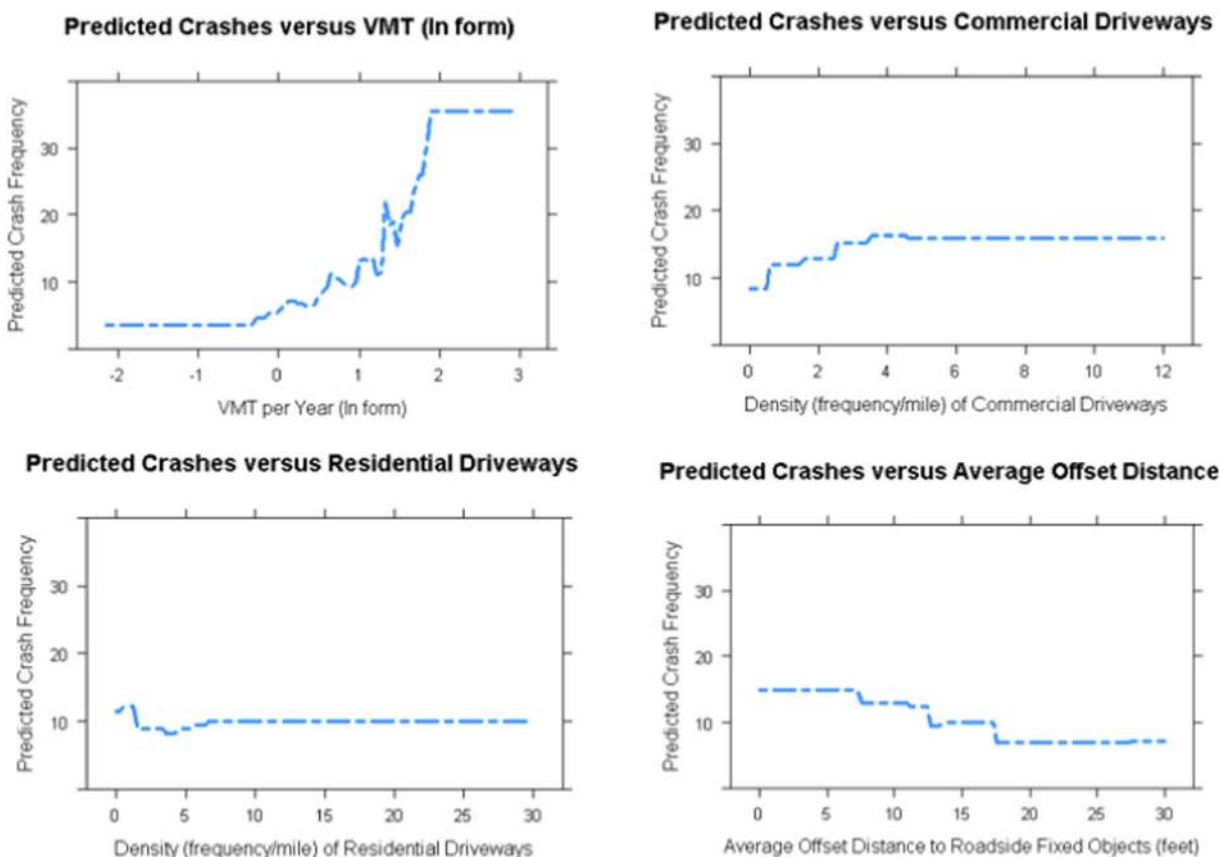 Predicted Crashes versus VMT (ln form)
Predicted Crash Frequency
30
20
10
-2 -1 0 1 2 3
VMT per Year (ln form)
Predicted Crashes versus Commercial Driveways
Predicted Crash Frequency
30
20
10
0 2 4 6 8 10 12
Density (frequency/mile) of Commercial Driveways
Predicted Crashes versus Residential Driveways
Predicted Crash Frequency
30
20
10
0 5 10 15 20 25 30
Density (frequency/mile) of Residential Driveways
Predicted Crashes versus Average Offset Distance
Predicted Crash Frequency
30
20
10
0 5 10 15 20 25 30
Average Offset Distance to Roadside Fixed Objects (feet)